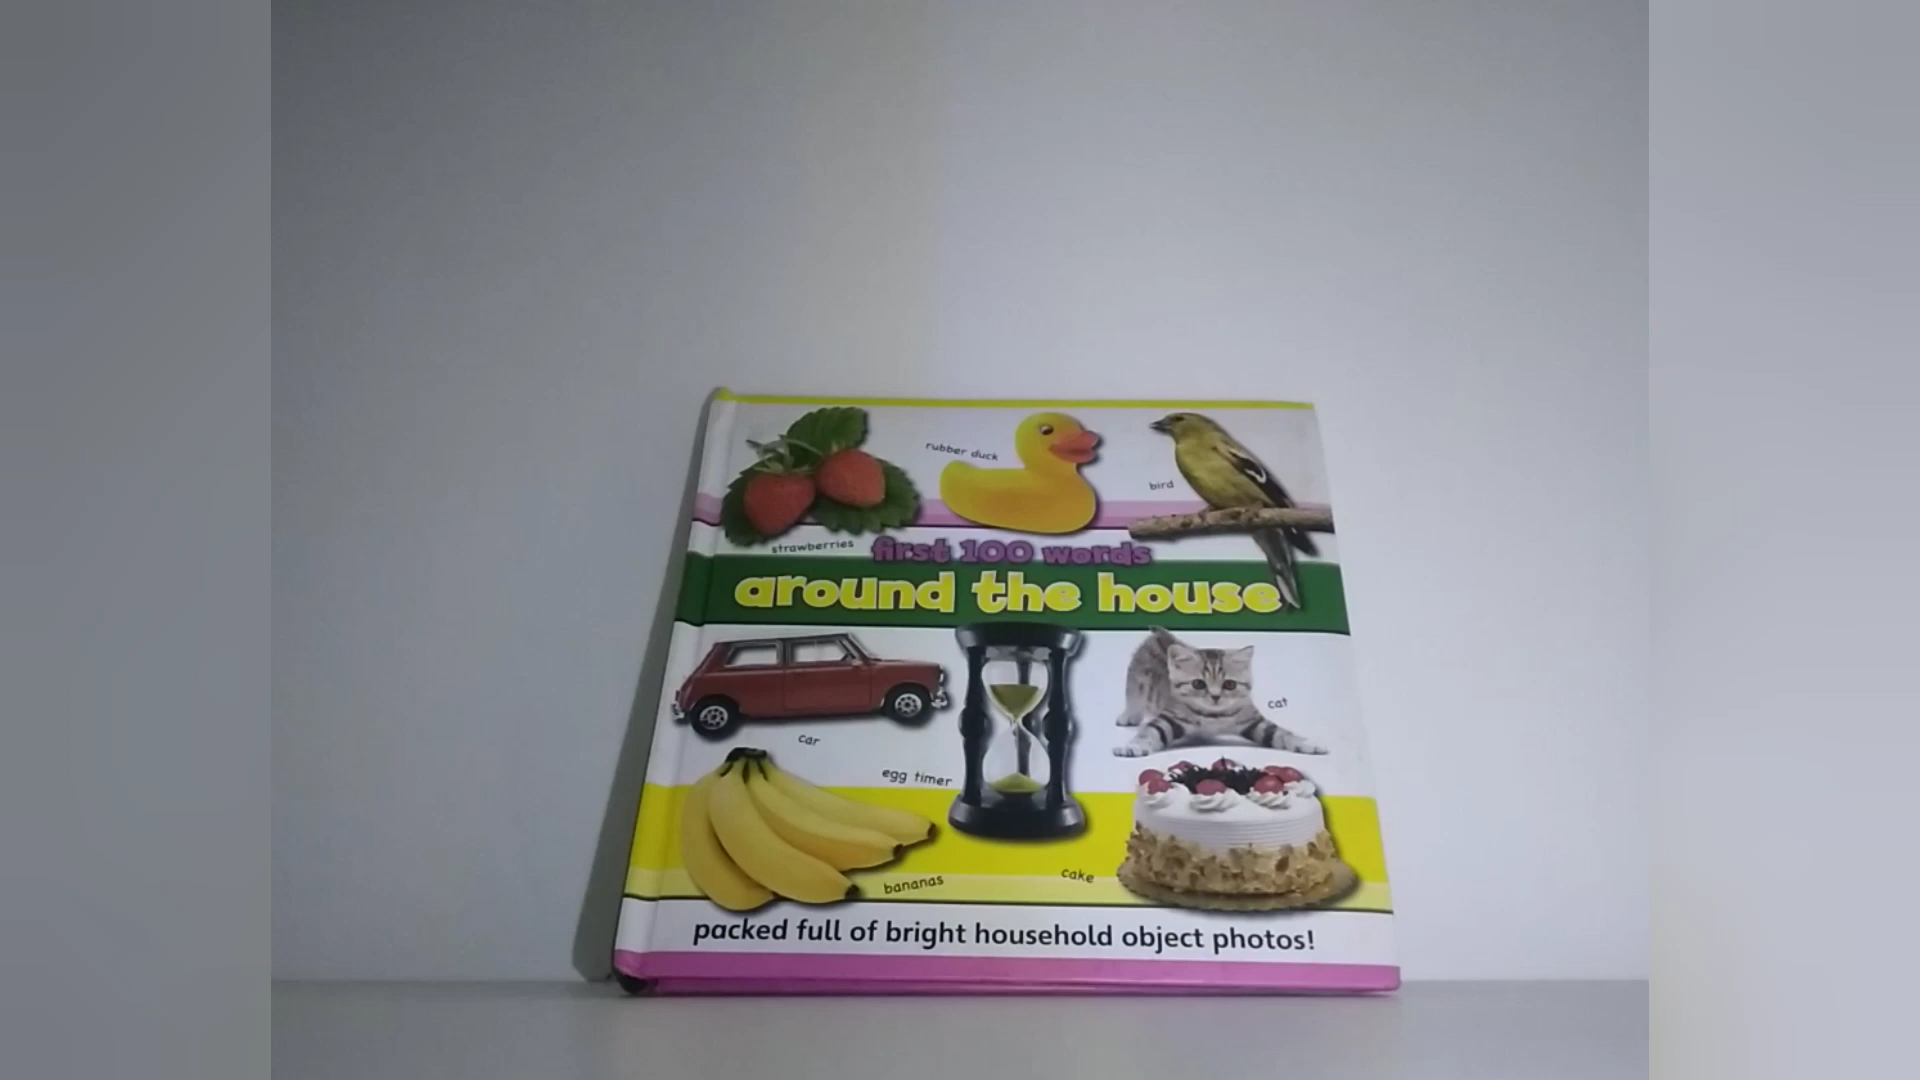 rubber duck
bird
strawberries
first 100 words
around the house
cat
car
egg timer
cake
bananas
packed full of bright household object photos!